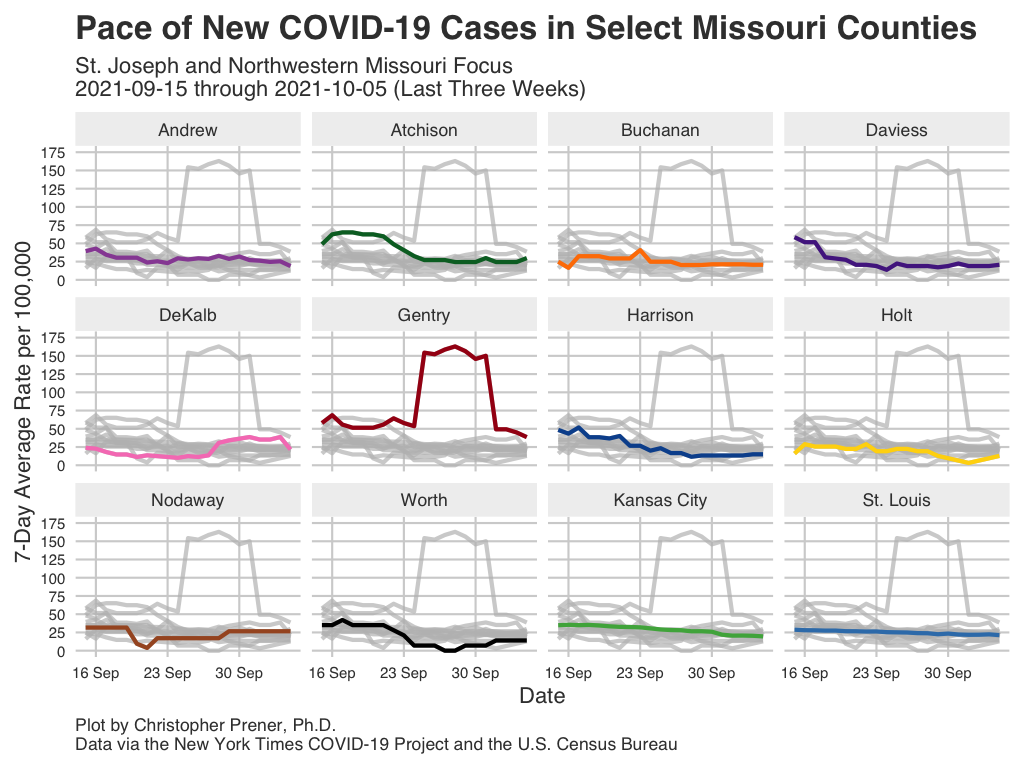 Pace of New COVID-19 Cases in Select Missouri Counties
St. Joseph and Northwestern Missouri Focus
2021-09-15 through 2021-10-05 (Last Three Weeks)
Andrew Atchison Buchanan Daviess
175
150
125
100
75
50
25
0
DeKalb Gentry Harrison Holt
175
150
125
100
75
50
25
0
Nodaway Worth Kansas City St. Louis
175
150
125
100
75
50
25
0
7-Day Average Rate per 100,000
16 Sep 23 Sep 30 Sep 16 Sep 23 Sep 30 Sep 16 Sep 23 Sep 30 Sep 16 Sep 23 Sep 30 Sep
Date
Plot by Christopher Prener, Ph.D.
Data via the New York Times COVID-19 Project and the U.S. Census Bureau